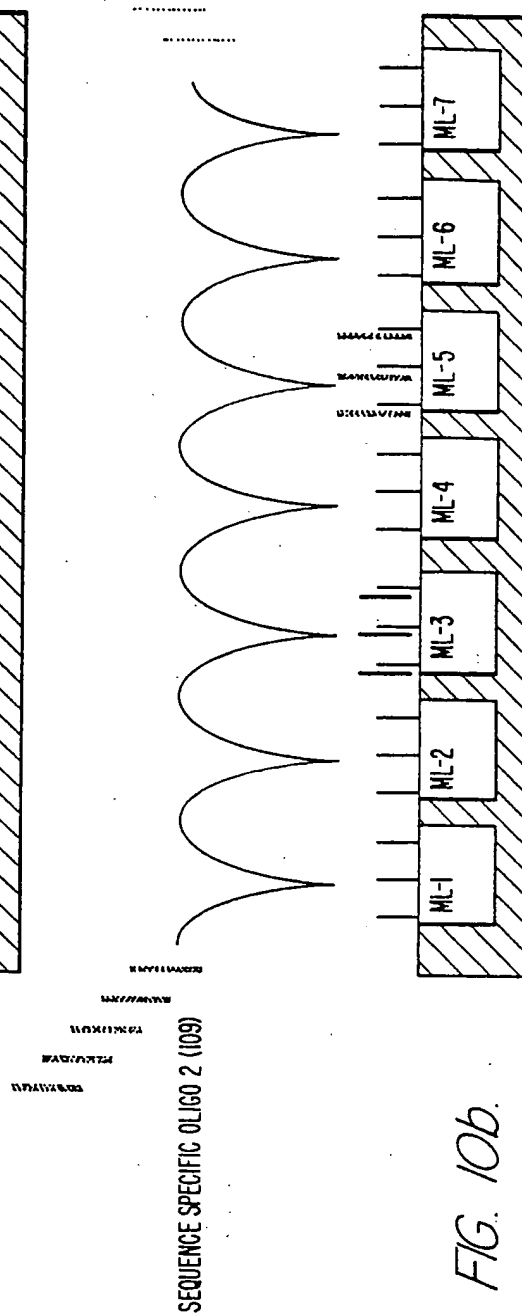 SEQUENCE SPECIFIC OLIGO 2 (109)
ML-1
ML-2
ML-3
ML-4
ML-5
ML-6
ML-7
FIG. 10b.